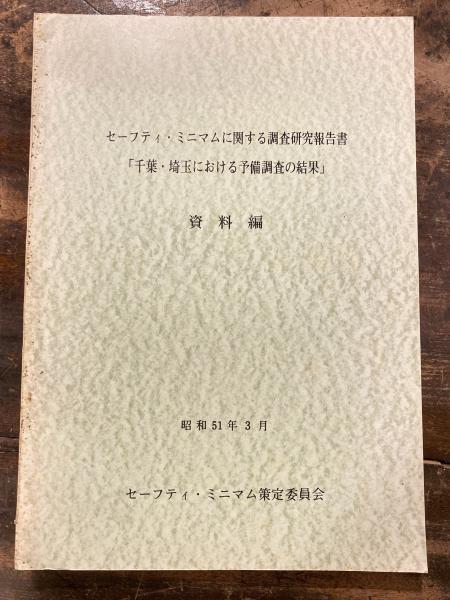 セーフティ・ミニマムに関する調査研究報告書
「千葉・埼玉における予備調査の結果」
資料編
昭和51年3月
セーフティ・ミニマム策定委員会